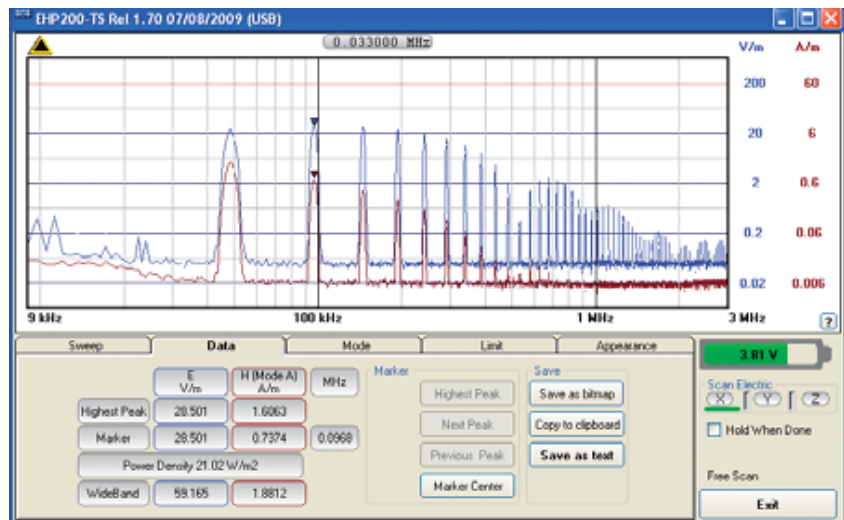 EHP200-TS Rel 1.70 07/08/2009 (USB)
0.033000 MHz
V/m A/m
200 60
20 6
2 0.6
0.2 0.06
0.02 0.006
9 kHz 100 kHz 1 MHz 3 MHz ?
Sweep Data Mode Limit Appearance
3.81 V
E V/m
H (Mode A) A/m
MHz
Highest Peak 28.501 1.6063
Marker 28.501 0.7374 0.0968
Power Density 21.02 W/m2
WideBand 59.165 1.8812
Marker
Highest Peak
Next Peak
Previous Peak
Marker Center
Save
Save as bitmap
Copy to clipboard
Save as text
Scan Electric
X Y Z
Hold When Done
Free Scan
Exit